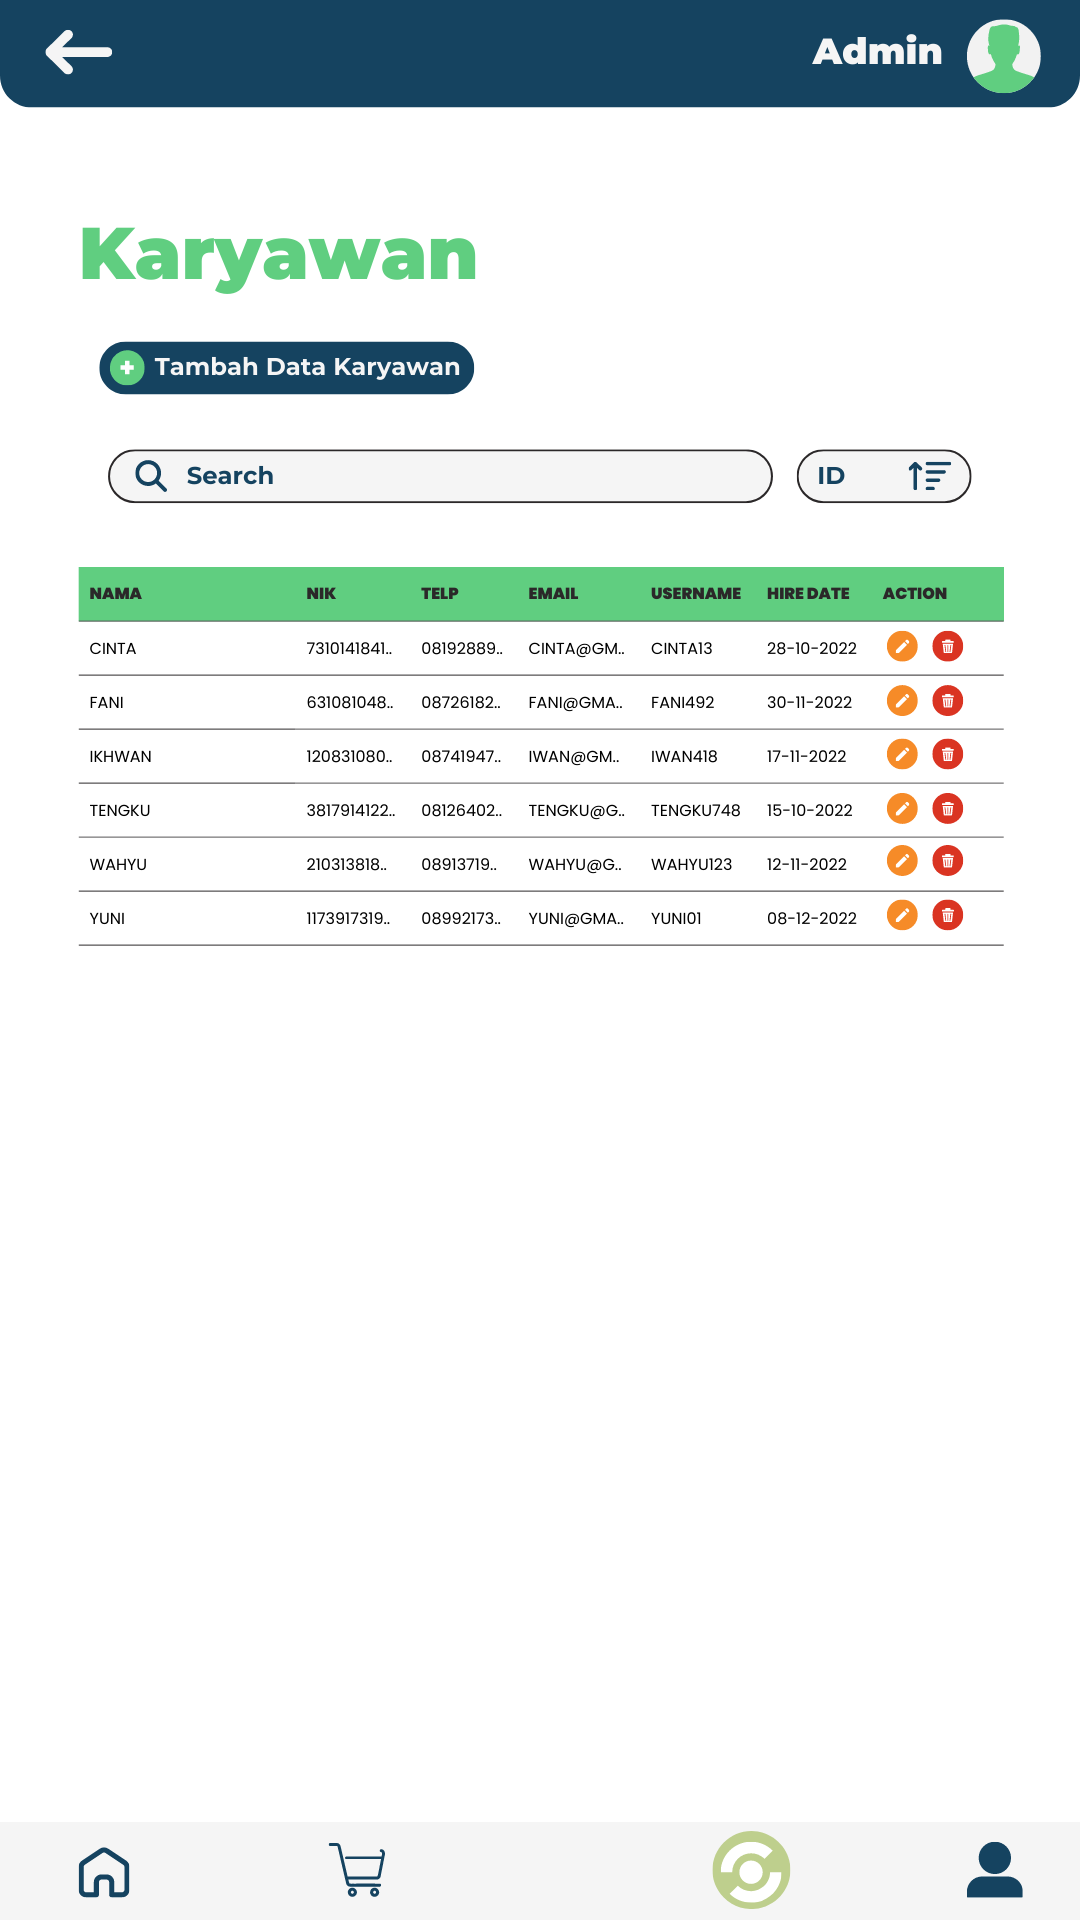 Admin
Karyawan
Tambah Data Karyawan
Search
ID
NAMA NIK TELP EMAIL USERNAME HIRE DATE ACTION
CINTA 7310141841.. 08192889.. CINTA@GM.. CINTA13 28-10-2022
FANI 631081048.. 08726182.. FANI@GMA.. FANI492 30-11-2022
IKHWAN 120831080.. 08741947.. IWAN@GM.. IWAN418 17-11-2022
TENGKU 3817914122.. 08126402.. TENGKU@G.. TENGKU748 15-10-2022
WAHYU 210313818.. 08913719.. WAHYU@G.. WAHYU123 12-11-2022
YUNI 1173917319.. 08992173.. YUNI@GMA.. YUNI01 08-12-2022